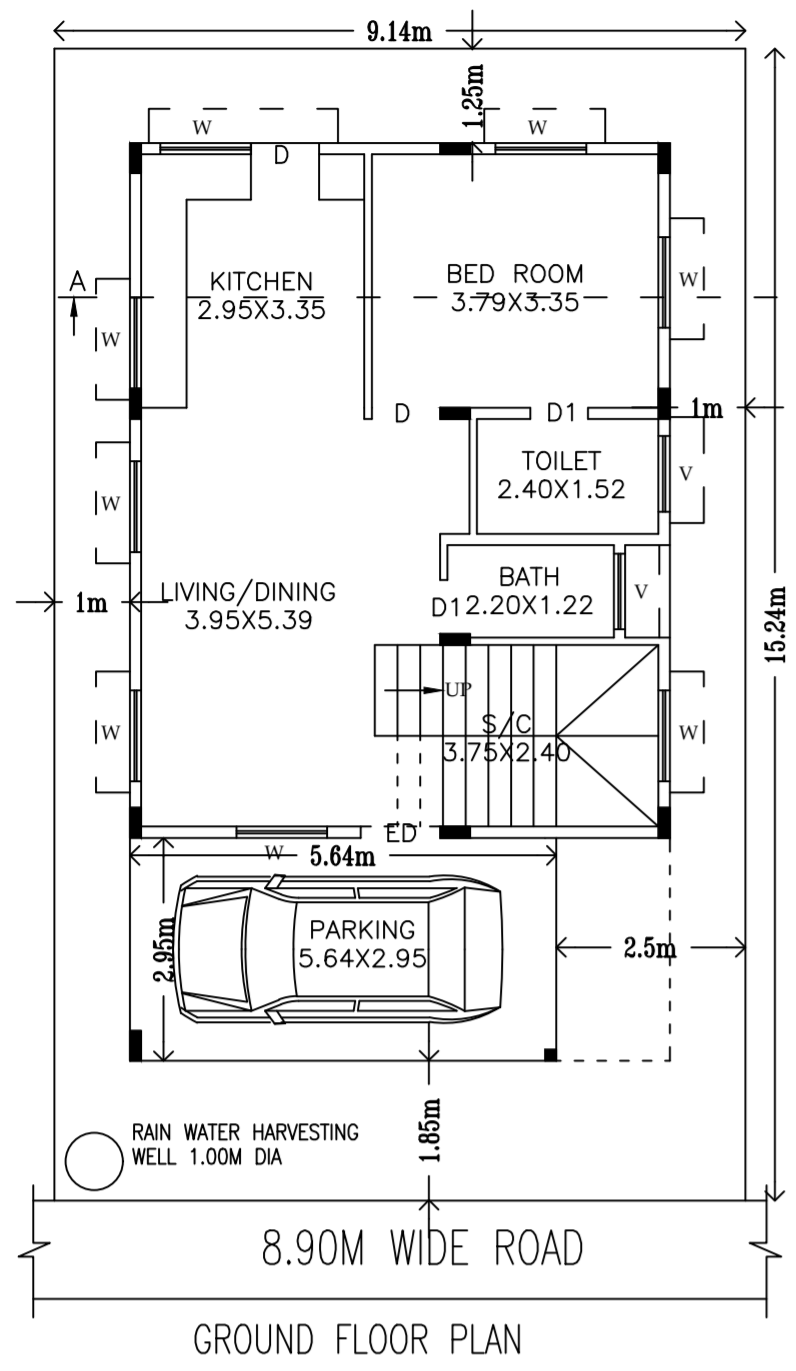 9.14m
1.25m
W
W
D
A
KITCHEN
2.95X3.35
BED ROOM
3.79X3.35
W
W
D
D1
1m
TOILET
2.40X1.52
V
W
15.24m
1m
LIVING/DINING
3.95X5.39
BATH
D1 2.20X1.22
V
UP
S/C
3.75X2.40
W
W
ED
W
5.64m
2.95m
PARKING
5.64X2.95
2.5m
1.85m
RAIN WATER HARVESTING
WELL 1.00M DIA
8.90M WIDE ROAD
GROUND FLOOR PLAN